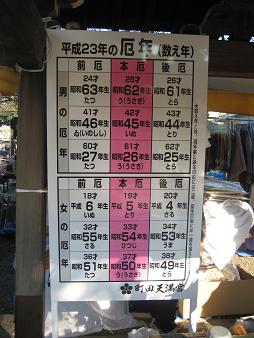 平成23年の厄年(数え年)
男の厄年
前厄 本厄 後厄
24才 25才 26才
昭和63年生 昭和62年生 昭和61年生
たつ う(うさぎ) とら
41才 42才 43才
昭和46年生 昭和45年生 昭和44年生
ゐ(いのしし) いぬ とり
60才 61才 62才
昭和27年生 昭和26年生 昭和25年生
たつ う(うさぎ) とら
女の厄年
前厄 本厄 後厄
18才 19才 20才
平成6年生 平成5年生 平成4年生
いぬ とり さる
32才 33才 34才
昭和55年生 昭和54年生 昭和53年生
さる ひつじ うま
36才 37才 38才
昭和51年生 昭和50年生 昭和49年生
たつ う(うさぎ) とら
町田天満宮